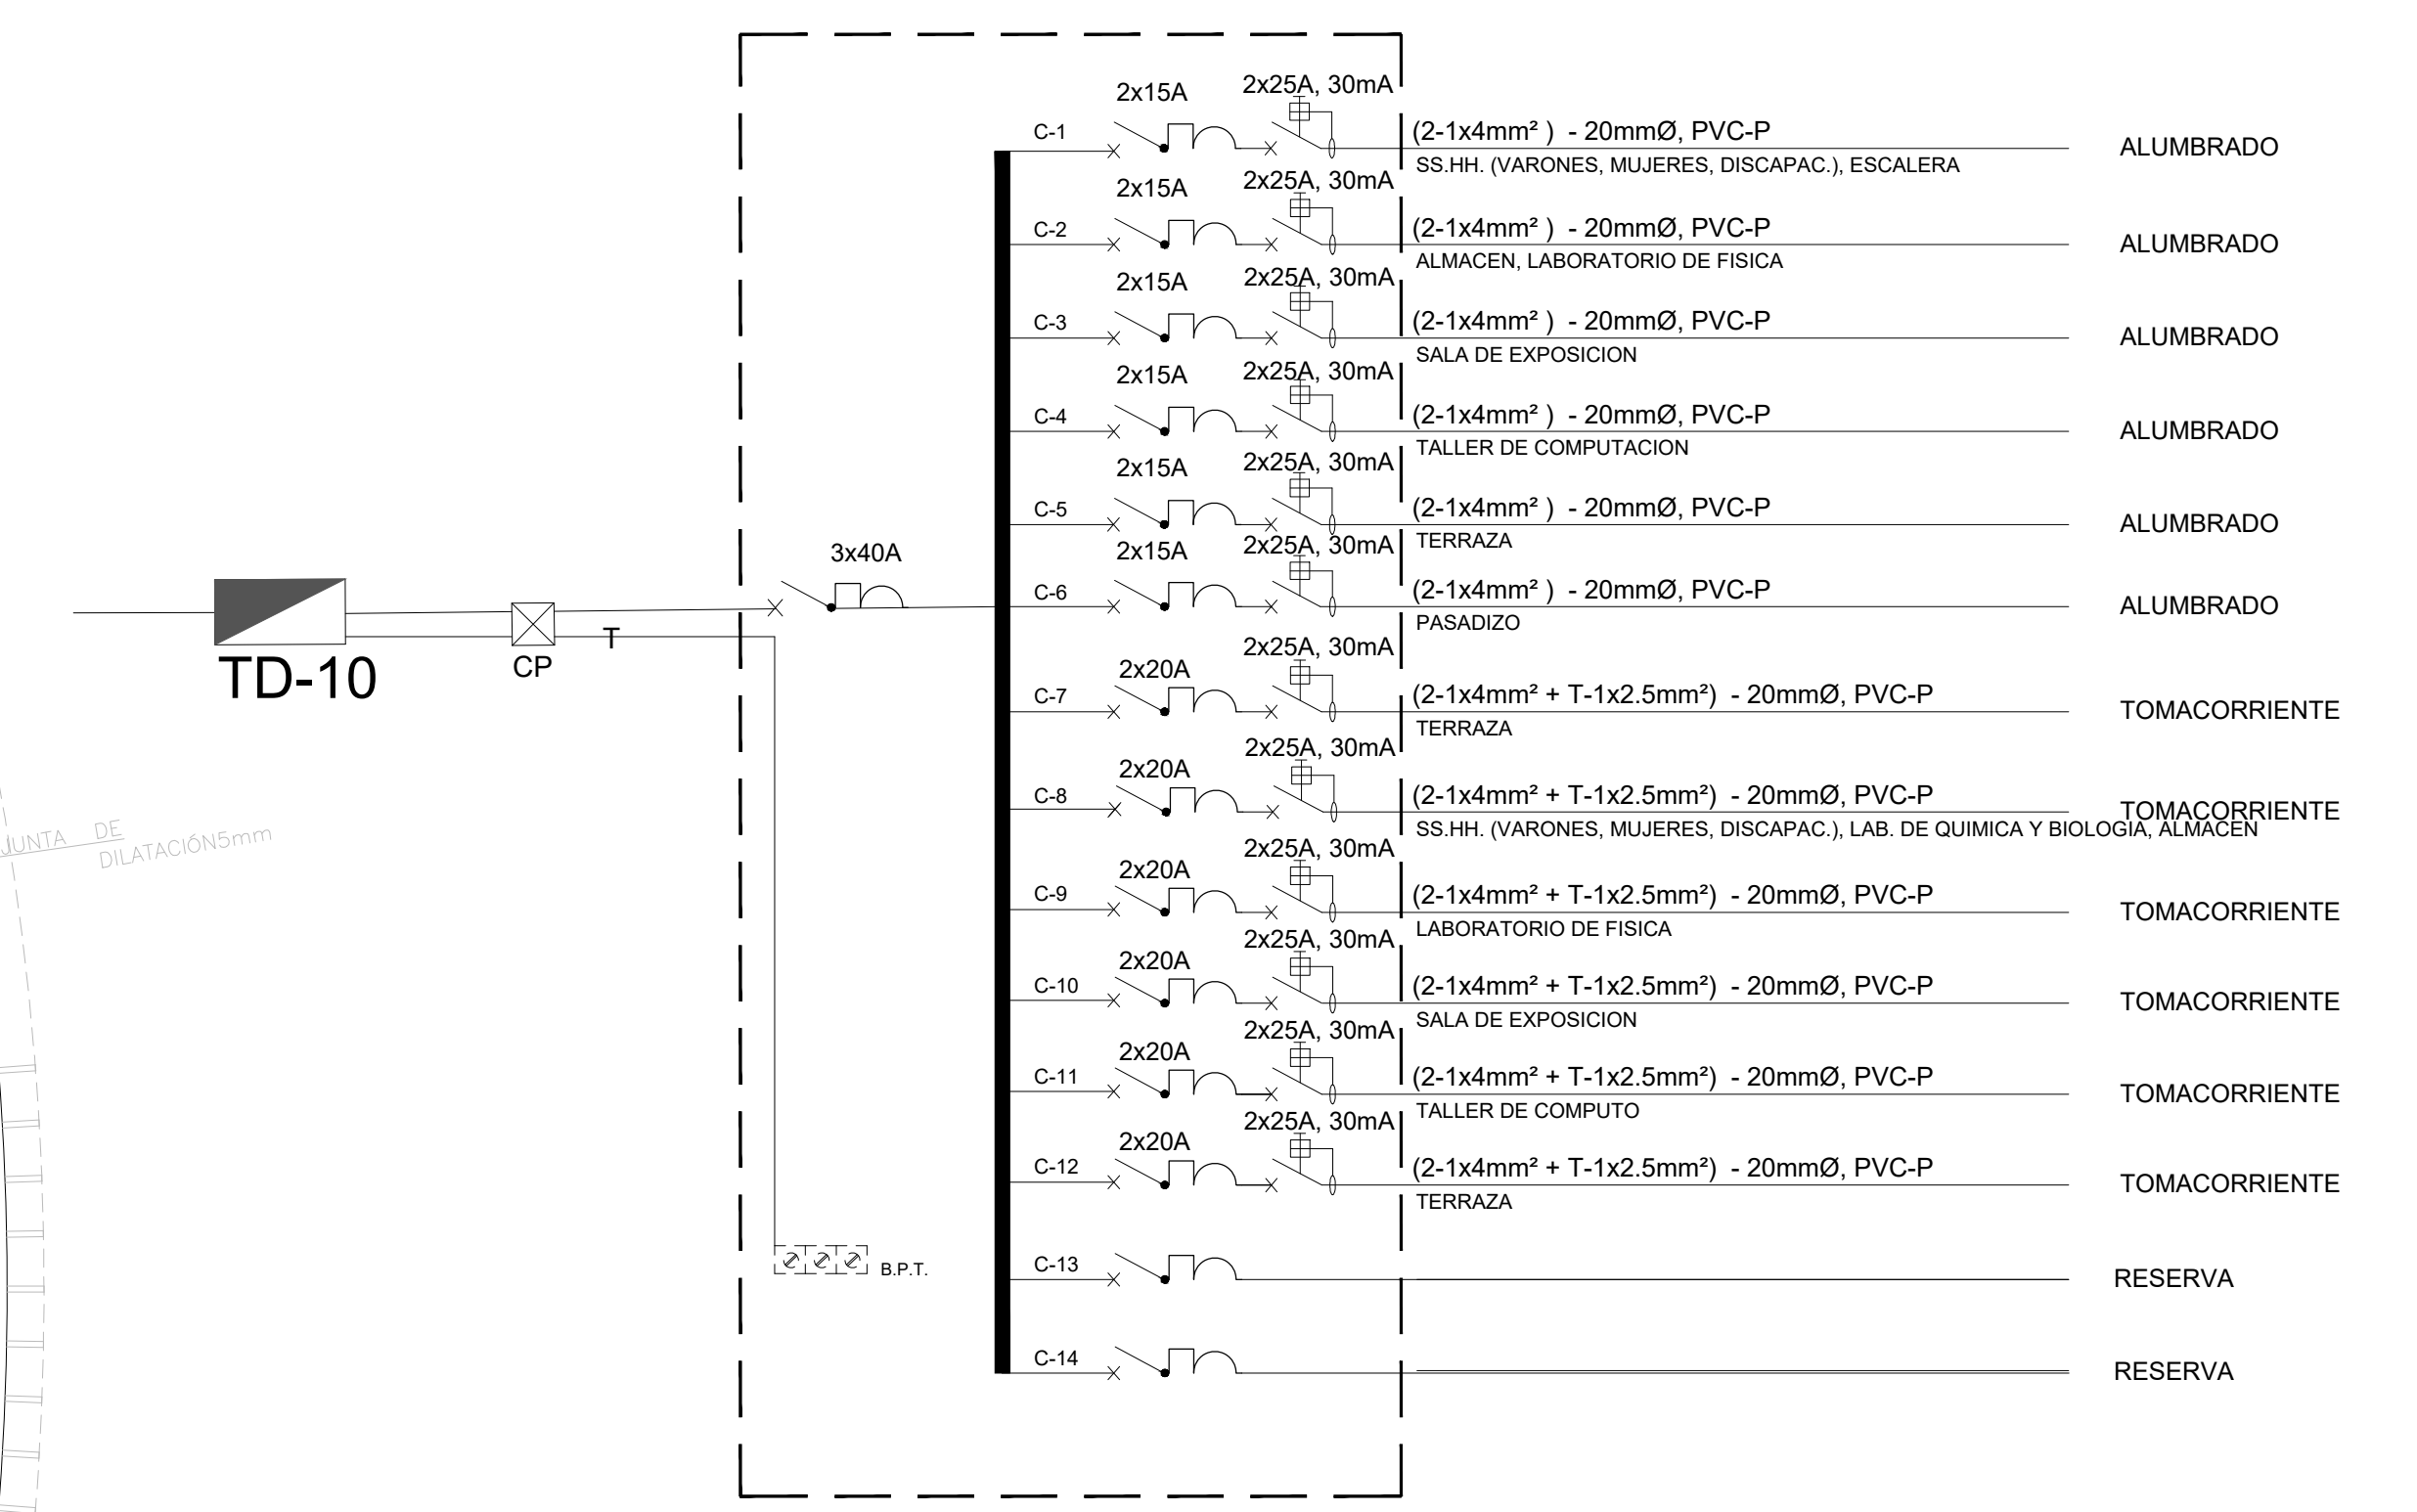 2x15A 2x25A, 30mA
C-1 (2-1x4mm² ) - 20mmØ, PVC-P ALUMBRADO
SS.HH. (VARONES, MUJERES, DISCAPAC.), ESCALERA
2x15A 2x25A, 30mA
C-2 (2-1x4mm² ) - 20mmØ, PVC-P ALUMBRADO
ALMACEN, LABORATORIO DE FISICA
2x15A 2x25A, 30mA
C-3 (2-1x4mm² ) - 20mmØ, PVC-P ALUMBRADO
SALA DE EXPOSICION
2x15A 2x25A, 30mA
C-4 (2-1x4mm² ) - 20mmØ, PVC-P ALUMBRADO
TALLER DE COMPUTACION
2x15A 2x25A, 30mA
C-5 (2-1x4mm² ) - 20mmØ, PVC-P ALUMBRADO
TERRAZA
3x40A 2x15A 2x25A, 30mA
C-6 (2-1x4mm² ) - 20mmØ, PVC-P ALUMBRADO
PASADIZO
T
TD-10 CP
2x20A 2x25A, 30mA
C-7 (2-1x4mm² + T-1x2.5mm²) - 20mmØ, PVC-P TOMACORRIENTE
TERRAZA
2x20A 2x25A, 30mA
C-8 (2-1x4mm² + T-1x2.5mm²) - 20mmØ, PVC-P TOMACORRIENTE
SS.HH. (VARONES, MUJERES, DISCAPAC.), LAB. DE QUIMICA Y BIOLOGIA, ALMACEN
JUNTA DE
DILATACIÓN5mm
2x20A 2x25A, 30mA
C-9 (2-1x4mm² + T-1x2.5mm²) - 20mmØ, PVC-P TOMACORRIENTE
LABORATORIO DE FISICA
2x20A 2x25A, 30mA
C-10 (2-1x4mm² + T-1x2.5mm²) - 20mmØ, PVC-P TOMACORRIENTE
SALA DE EXPOSICION
2x20A 2x25A, 30mA
C-11 (2-1x4mm² + T-1x2.5mm²) - 20mmØ, PVC-P TOMACORRIENTE
TALLER DE COMPUTO
2x20A 2x25A, 30mA
C-12 (2-1x4mm² + T-1x2.5mm²) - 20mmØ, PVC-P TOMACORRIENTE
TERRAZA
B.P.T.
C-13 RESERVA
C-14 RESERVA